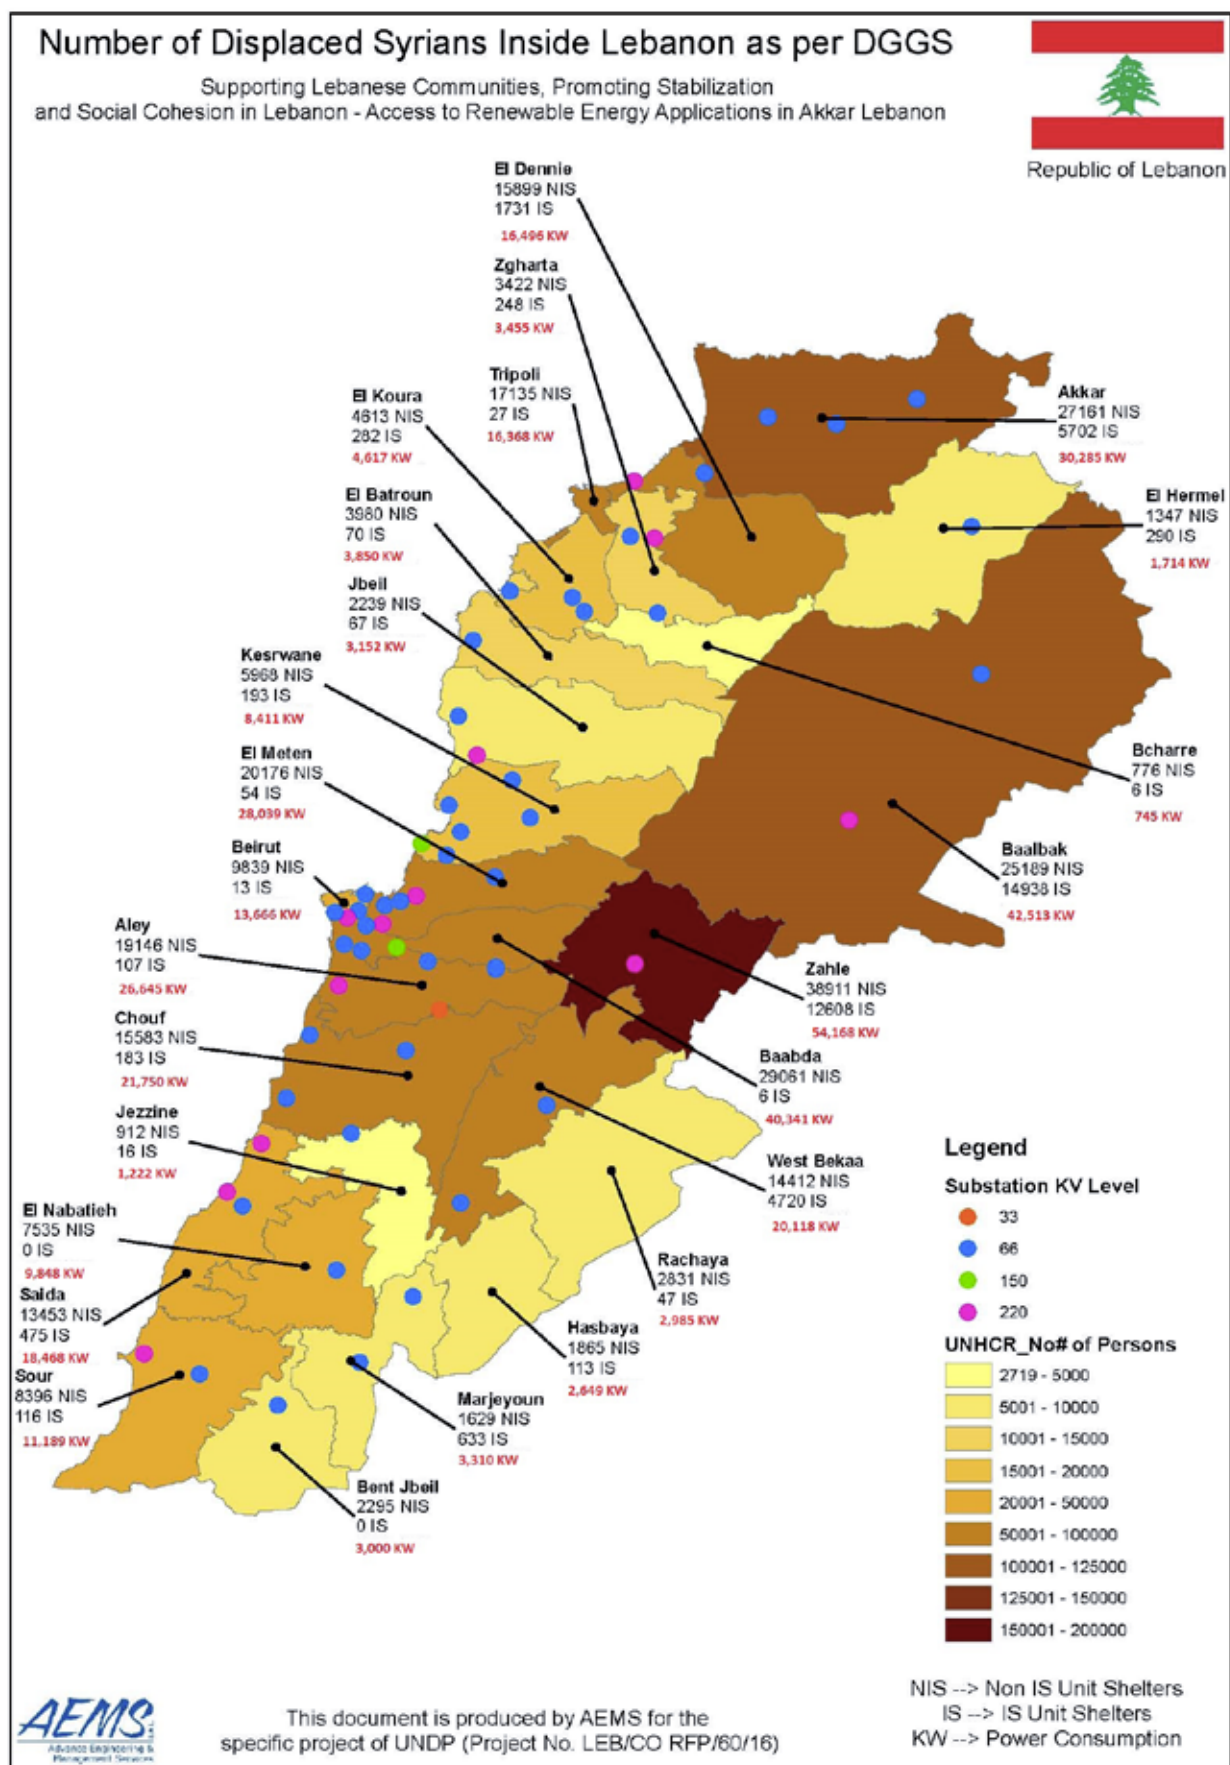 Number of Displaced Syrians Inside Lebanon as per DGGS
Supporting Lebanese Communities, Promoting Stabilization
and Social Cohesion in Lebanon - Access to Renewable Energy Applications in Akkar Lebanon
Republic of Lebanon
El Dennie
15899 NIS
1731 IS
16,496 KW
Zgharta
3422 NIS
248 IS
3,455 KW
Tripoli
17135 NIS
27 IS
16,368 KW
El Koura
4613 NIS
282 IS
4,617 KW
Akkar
27161 NIS
5702 IS
30,285 KW
El Batroun
3980 NIS
70 IS
3,850 KW
El Hermel
1347 NIS
290 IS
1,714 KW
Jbeil
2239 NIS
67 IS
3,152 KW
Kesrwane
5968 NIS
193 IS
8,411 KW
El Meten
20176 NIS
54 IS
28,039 KW
Bcharre
776 NIS
6 IS
745 KW
Beirut
9839 NIS
13 IS
13,666 KW
Baalbak
25189 NIS
14938 IS
42,513 KW
Aley
19146 NIS
107 IS
26,645 KW
Zahle
38911 NIS
12608 IS
54,168 KW
Chouf
15583 NIS
183 IS
21,750 KW
Baabda
29061 NIS
6 IS
40,341 KW
Jezzine
912 NIS
16 IS
1,222 KW
West Bekaa
14412 NIS
4720 IS
20,118 KW
El Nabatieh
7535 NIS
0 IS
9,848 KW
Rachaya
2831 NIS
47 IS
2,985 KW
Saida
13453 NIS
475 IS
18,468 KW
Hasbaya
1865 NIS
113 IS
2,649 KW
Sour
8396 NIS
116 IS
11,189 KW
Marjeyoun
1629 NIS
633 IS
3,310 KW
Bent Jbeil
2295 NIS
0 IS
3,000 KW
Legend
Substation KV Level
33
66
150
220
UNHCR_No# of Persons
2719 - 5000
5001 - 10000
10001 - 15000
15001 - 20000
20001 - 50000
50001 - 100000
100001 - 125000
125001 - 150000
150001 - 200000
NIS --> Non IS Unit Shelters
IS --> IS Unit Shelters
KW --> Power Consumption
AEMS
Advance Engineering &
Management Services
This document is produced by AEMS for the
specific project of UNDP (Project No. LEB/CO RFP/60/16)